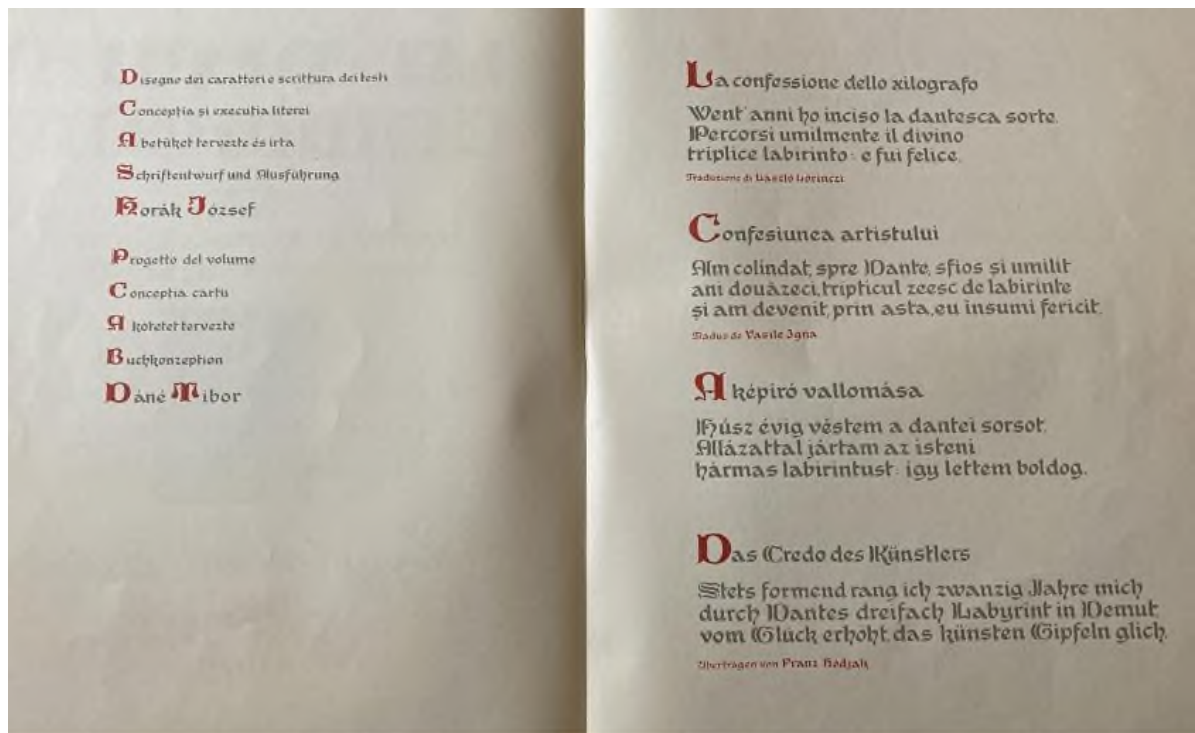 Disegno dei caratteri e scrittura dei testi
Concepția și execuția literei
A betűket tervezte és írta
Schriftentwurf und Ausführung
Horák József
Progetto del volume
Concepția cărții
A kötetet tervezte
Buchkonzeption
Dáné Tibor
La confessione dello xilografo
Vent'anni ho inciso la dantesca sorte.
Percorsi umilmente il divino
triplice labirinto: e fui felice.
Traduzione di László Lőrinczi
Confesiunea artistului
Am colindat, spre Dante, sfios și umilit
ani douăzeci, tripticul zeesc de labirinte
și am devenit, prin asta, eu însumi fericit.
Tradus de Vasile Igna
A képíró vallomása
Húsz évig véstem a dantei sorsot.
Alázattal jártam az isteni
hármas labirintust: így lettem boldog.
Das Credo des Künstlers
Stets formend rang ich zwanzig Jahre mich
durch Dantes dreifach Labyrint in Demut
vom Glück erhöht, das künsten Gipfeln glich.
Übertragen von Franz Hodjak